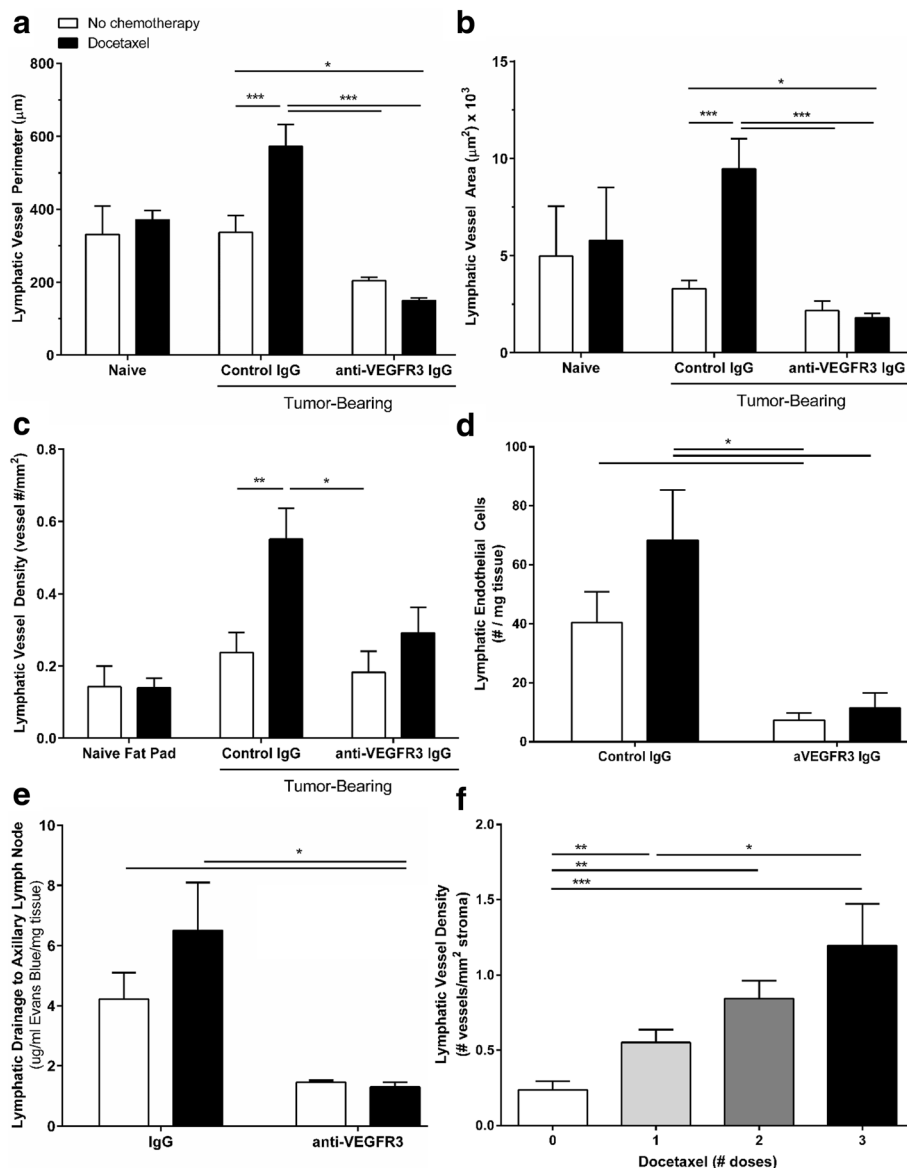 a
No chemotherapy
Docetaxel
Lymphatic Vessel Perimeter (μm)
800
600
400
200
0
*
***
***
Naive
Control IgG
anti-VEGFR3 IgG
Tumor-Bearing
b
Lymphatic Vessel Area (μm²) x 10³
15
10
5
0
*
***
***
Naive
Control IgG
anti-VEGFR3 IgG
Tumor-Bearing
c
Lymphatic Vessel Density (vessel #/mm²)
0.8
0.6
0.4
0.2
0.0
**
*
Naive Fat Pad
Control IgG
anti-VEGFR3 IgG
Tumor-Bearing
d
Lymphatic Endothelial Cells
(# / mg tissue)
100
80
60
40
20
0
*
Control IgG
aVEGFR3 IgG
e
Lymphatic Drainage to Axillary Lymph Node
(ug/ml Evans Blue/mg tissue)
10
8
6
4
2
0
*
IgG
anti-VEGFR3
f
Lymphatic Vessel Density
(# vessels/mm² stroma)
2.0
1.5
1.0
0.5
0.0
**
*
**
***
0
1
2
3
Docetaxel (# doses)